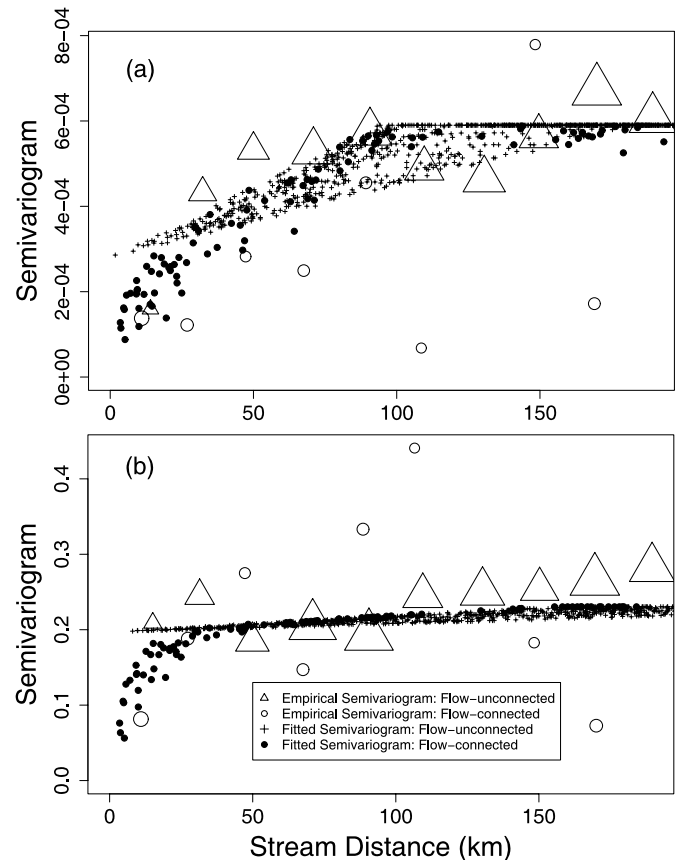 (a)
Semivariogram
8e−04
6e−04
4e−04
2e−04
0e+00
0
50
100
150
(b)
Semivariogram
0.4
0.3
0.2
0.1
0.0
Empirical Semivariogram: Flow-unconnected
Empirical Semivariogram: Flow-connected
Fitted Semivariogram: Flow-unconnected
Fitted Semivariogram: Flow-connected
0
50
100
150
Stream Distance (km)